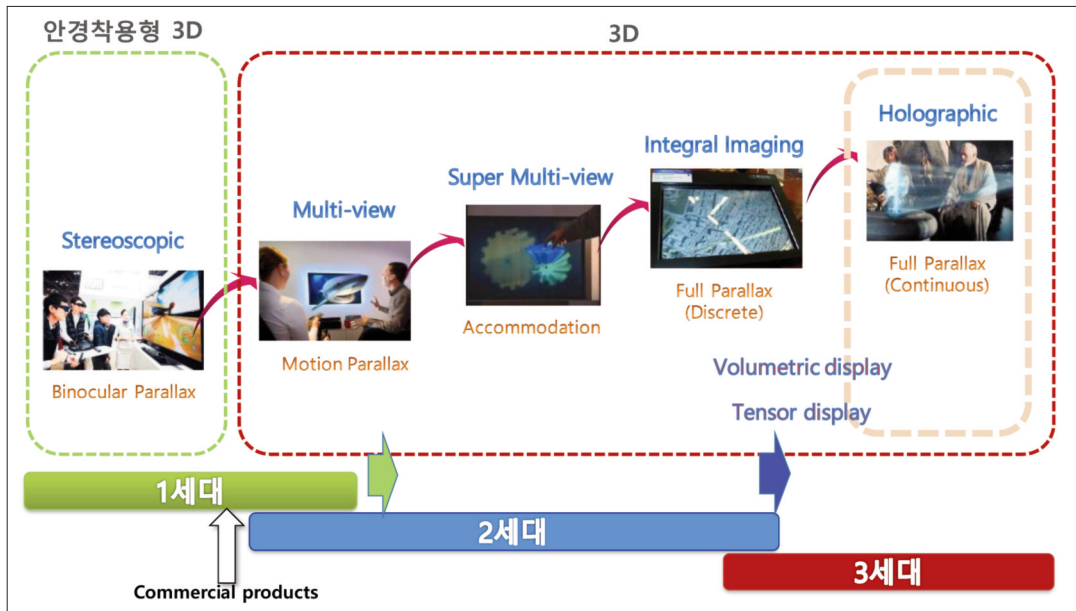 안경착용형 3D
3D
Stereoscopic
Binocular Parallax
Multi-view
Motion Parallax
Super Multi-view
Accommodation
Integral Imaging
Full Parallax
(Discrete)
Holographic
Full Parallax
(Continuous)
Volumetric display
Tensor display
1세대
2세대
3세대
Commercial products